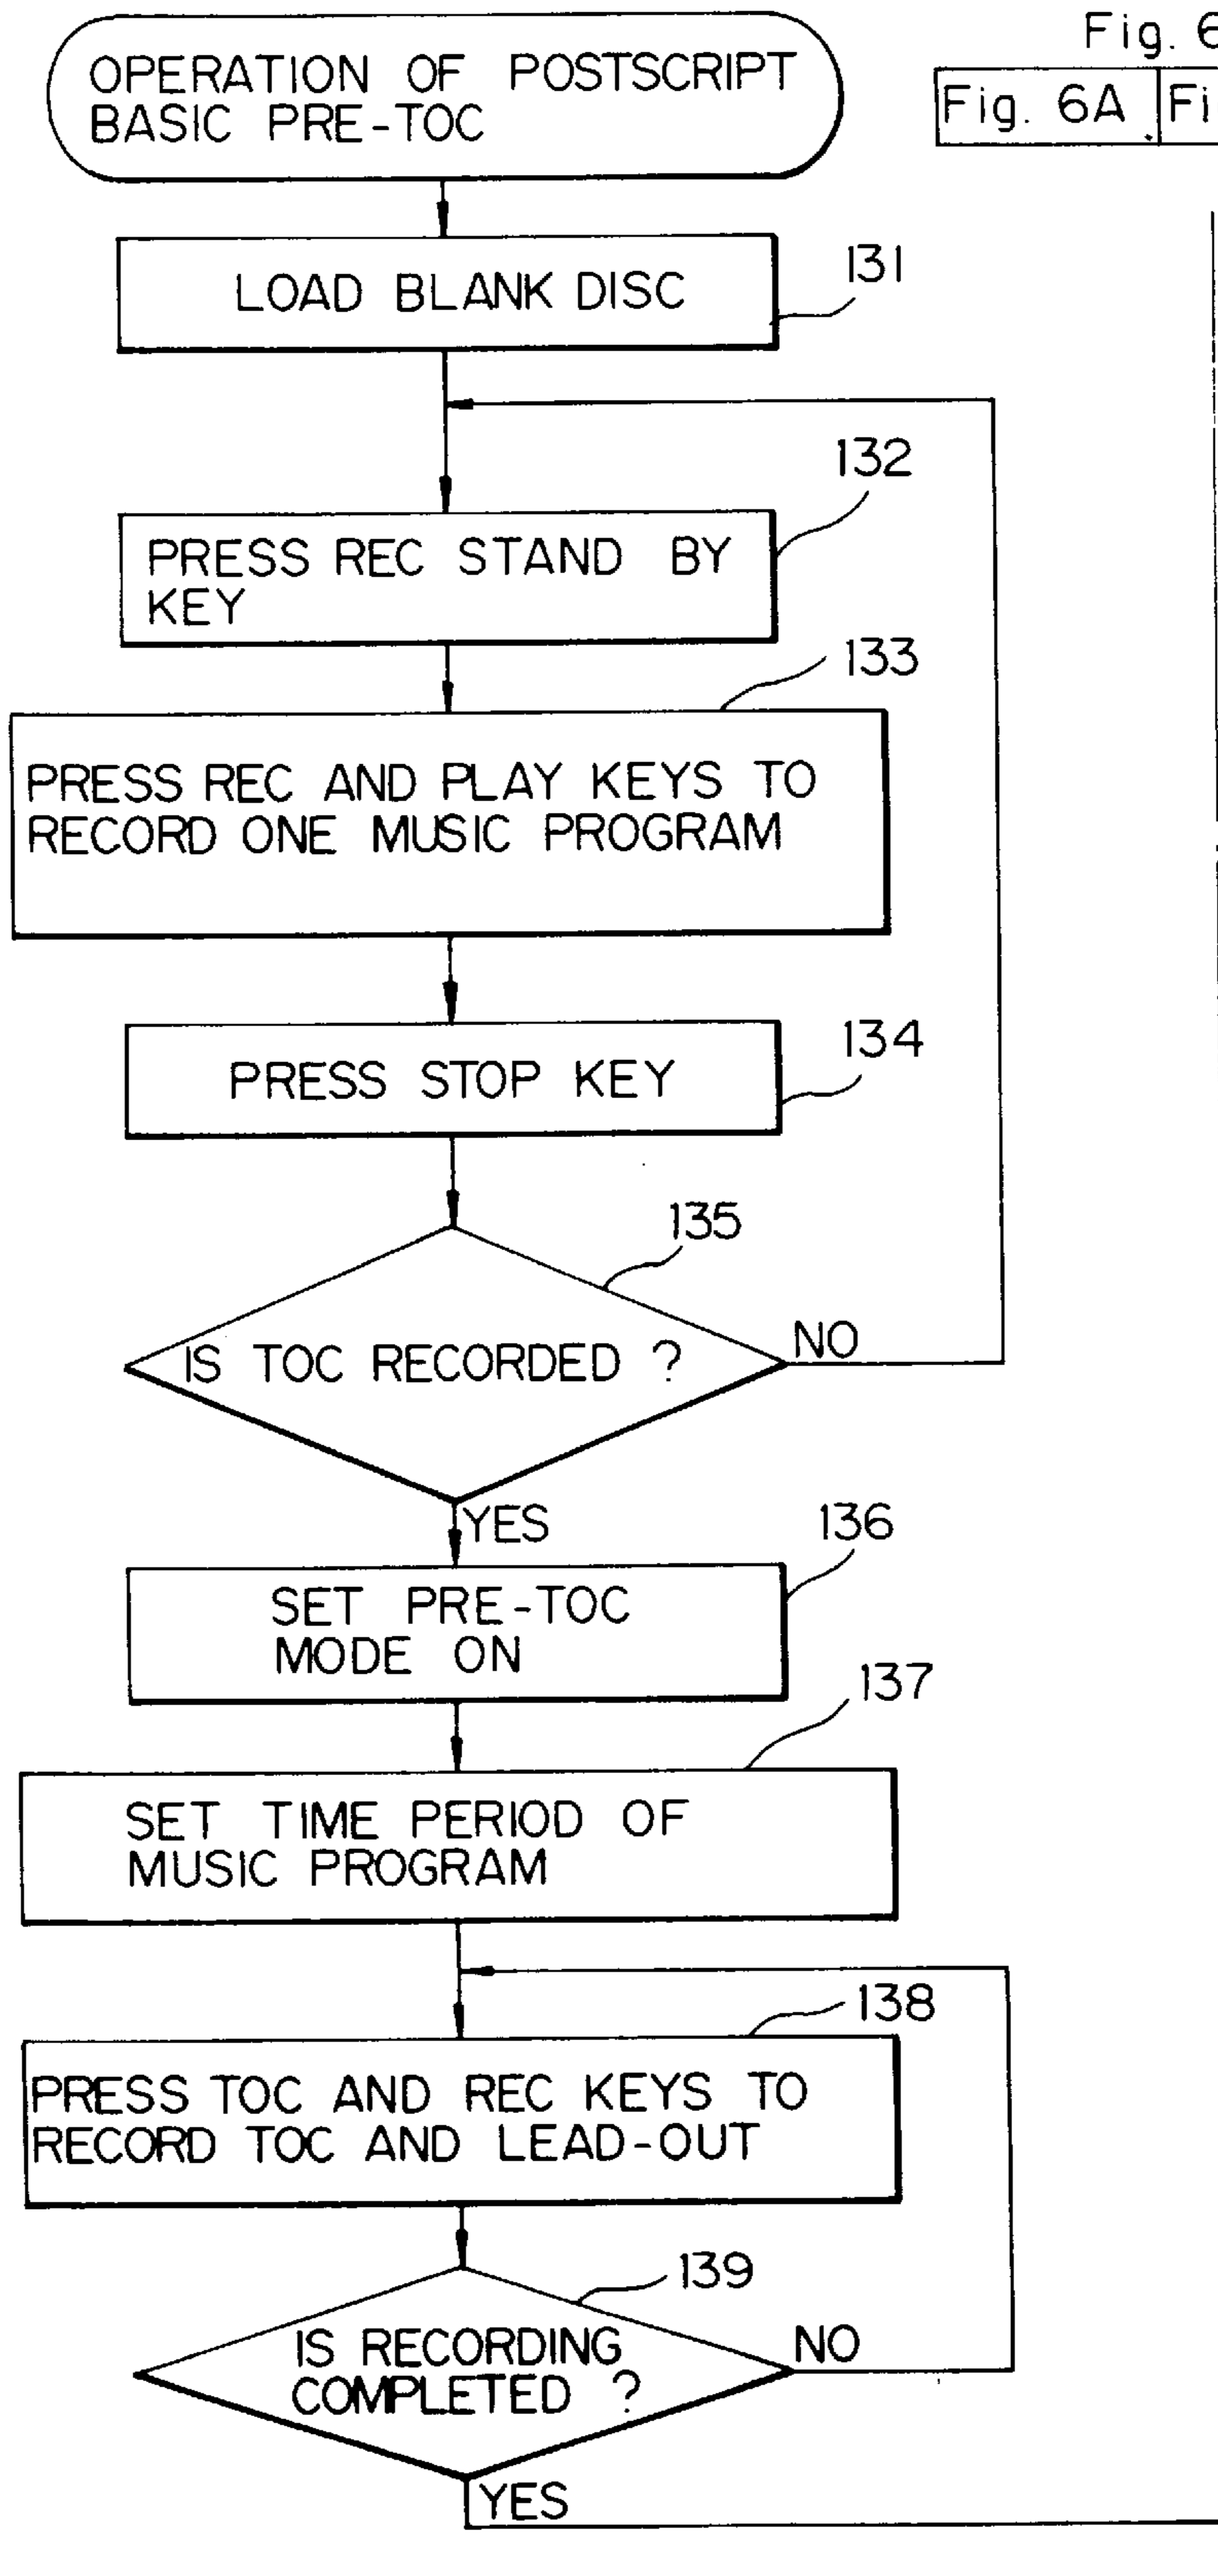 Fig. 6
Fig. 6A
OPERATION OF POSTSCRIPT
BASIC PRE-TOC
LOAD BLANK DISC
131
PRESS REC STAND BY
KEY
132
PRESS REC AND PLAY KEYS TO
RECORD ONE MUSIC PROGRAM
133
PRESS STOP KEY
134
IS TOC RECORDED ?
135
NO
YES
SET PRE-TOC
MODE ON
136
SET TIME PERIOD OF
MUSIC PROGRAM
137
PRESS TOC AND REC KEYS TO
RECORD TOC AND LEAD-OUT
138
IS RECORDING
COMPLETED ?
139
NO
YES